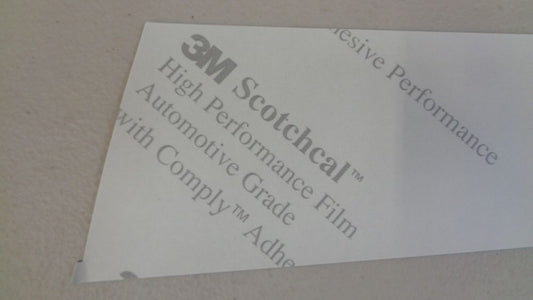 3M Scotchcal™
High Performance Film
Automotive Grade
with Comply™ Adhe
esive Performance